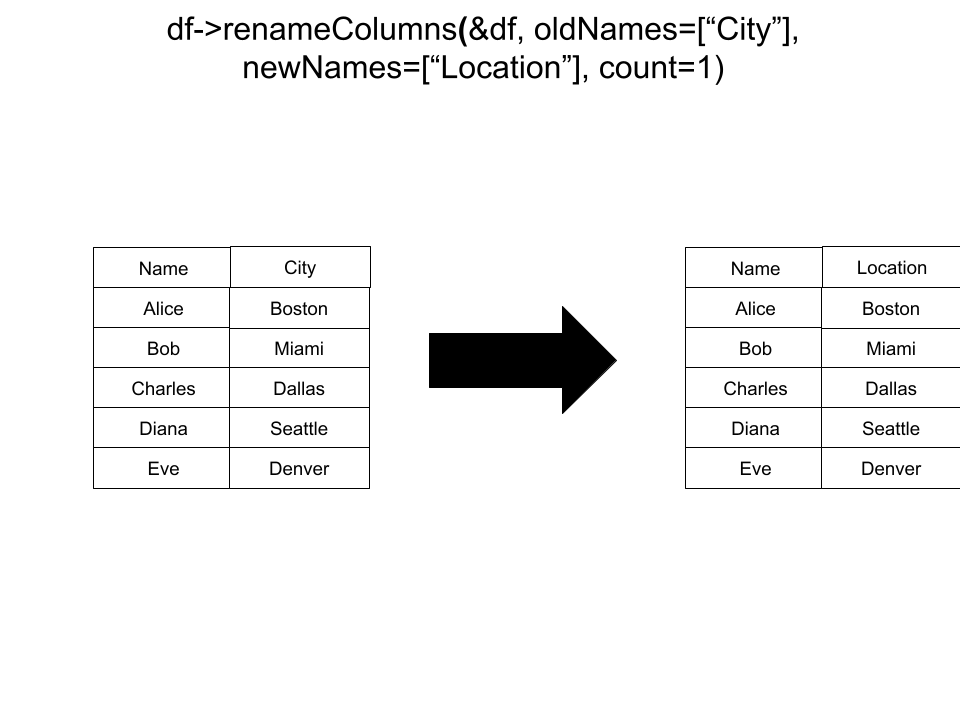 df->renameColumns(&df, oldNames=[“City”],
newNames=[“Location”], count=1)
Name City
Alice Boston
Bob Miami
Charles Dallas
Diana Seattle
Eve Denver
Name Location
Alice Boston
Bob Miami
Charles Dallas
Diana Seattle
Eve Denver